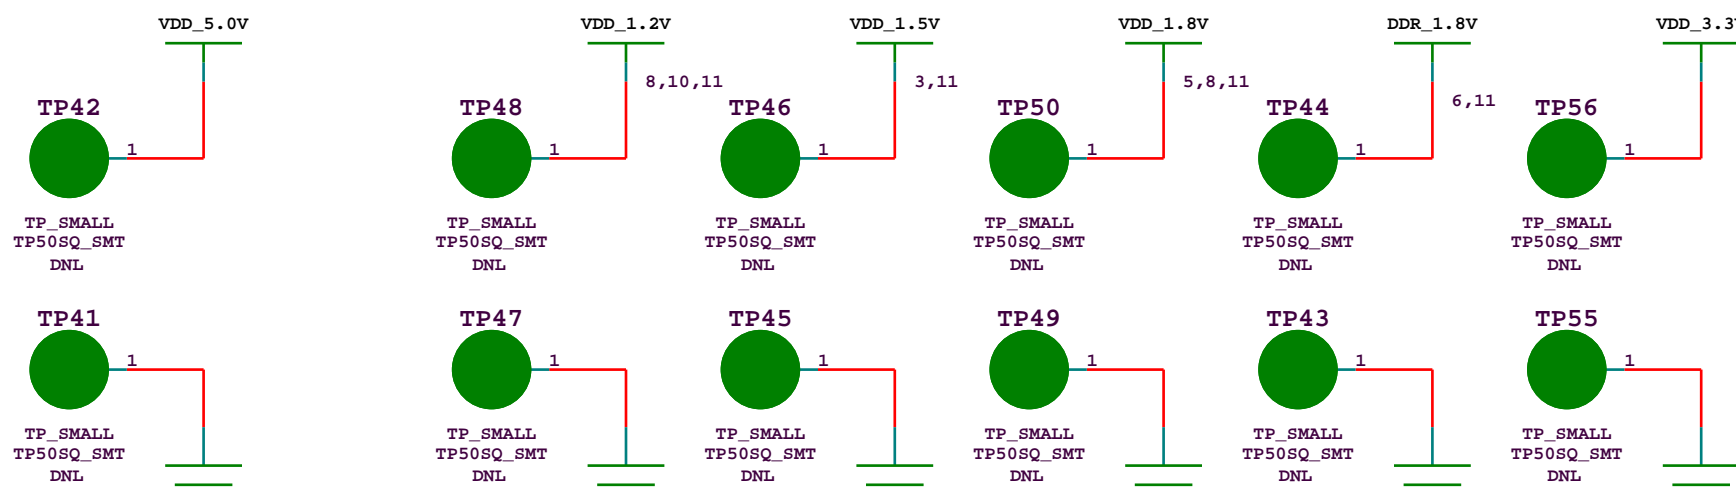 VDD_5.0V VDD_1.2V VDD_1.5V VDD_1.8V DDR_1.8V VDD_3.3V
8,10,11 3,11 5,8,11 6,11
TP42 TP48 TP46 TP50 TP44 TP56
1 1 1 1 1 1
TP_SMALL TP_SMALL TP_SMALL TP_SMALL TP_SMALL TP_SMALL
TP50SQ_SMT TP50SQ_SMT TP50SQ_SMT TP50SQ_SMT TP50SQ_SMT TP50SQ_SMT
DNL DNL DNL DNL DNL DNL
TP41 TP47 TP45 TP49 TP43 TP55
1 1 1 1 1 1
TP_SMALL TP_SMALL TP_SMALL TP_SMALL TP_SMALL TP_SMALL
TP50SQ_SMT TP50SQ_SMT TP50SQ_SMT TP50SQ_SMT TP50SQ_SMT TP50SQ_SMT
DNL DNL DNL DNL DNL DNL